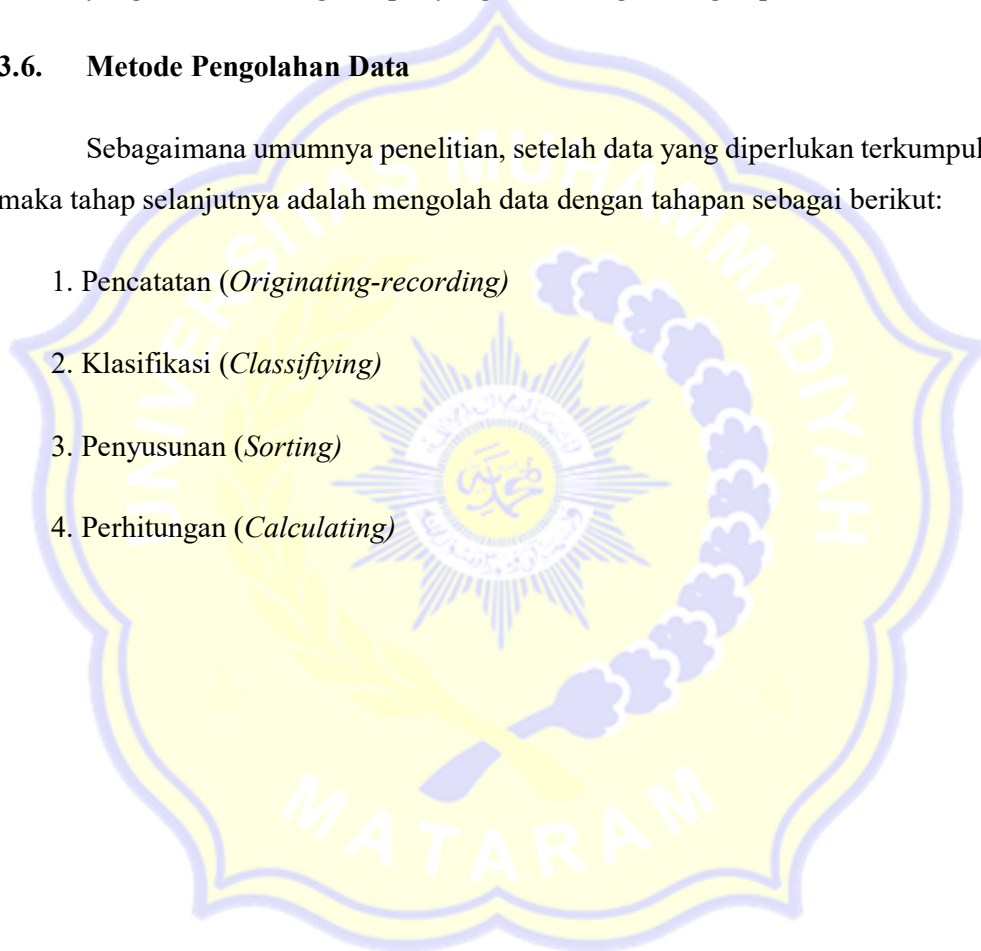 3.6. Metode Pengolahan Data
Sebagaimana umumnya penelitian, setelah data yang diperlukan terkumpul
maka tahap selanjutnya adalah mengolah data dengan tahapan sebagai berikut:
1. Pencatatan (Originating-recording)
2. Klasifikasi (Classifiying)
3. Penyusunan (Sorting)
4. Perhitungan (Calculating)
UNIVERSITAS MUHAMMADIYAH
MATARAM
محمد